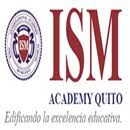 ISM
ACADEMY QUITO
Edificando la excelencia educativa.